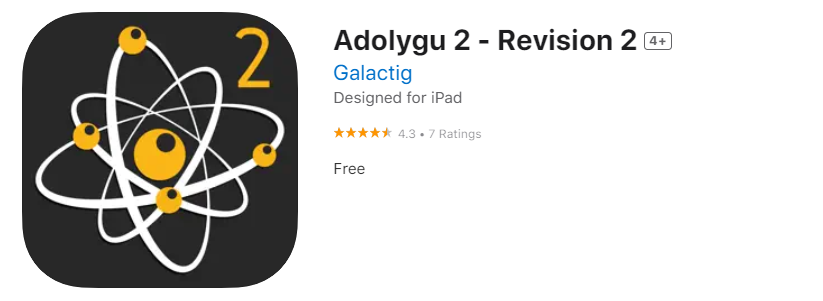 2
Adolygu 2 - Revision 2 4+
Galactig
Designed for iPad
4.3 • 7 Ratings
Free